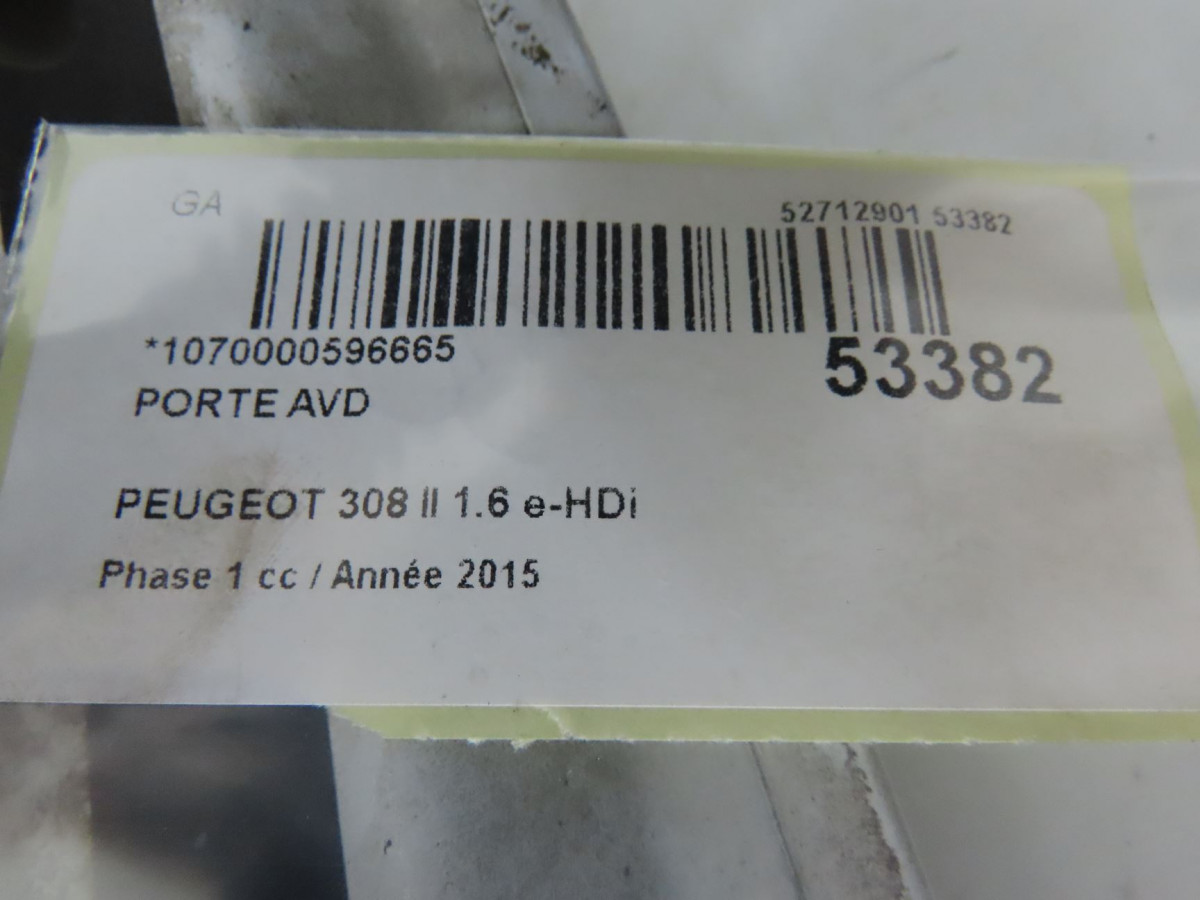 GA
52712901 53382
*1070000596665
53382
PORTE AVD
PEUGEOT 308 II 1.6 e-HDi
Phase 1 cc / Année 2015